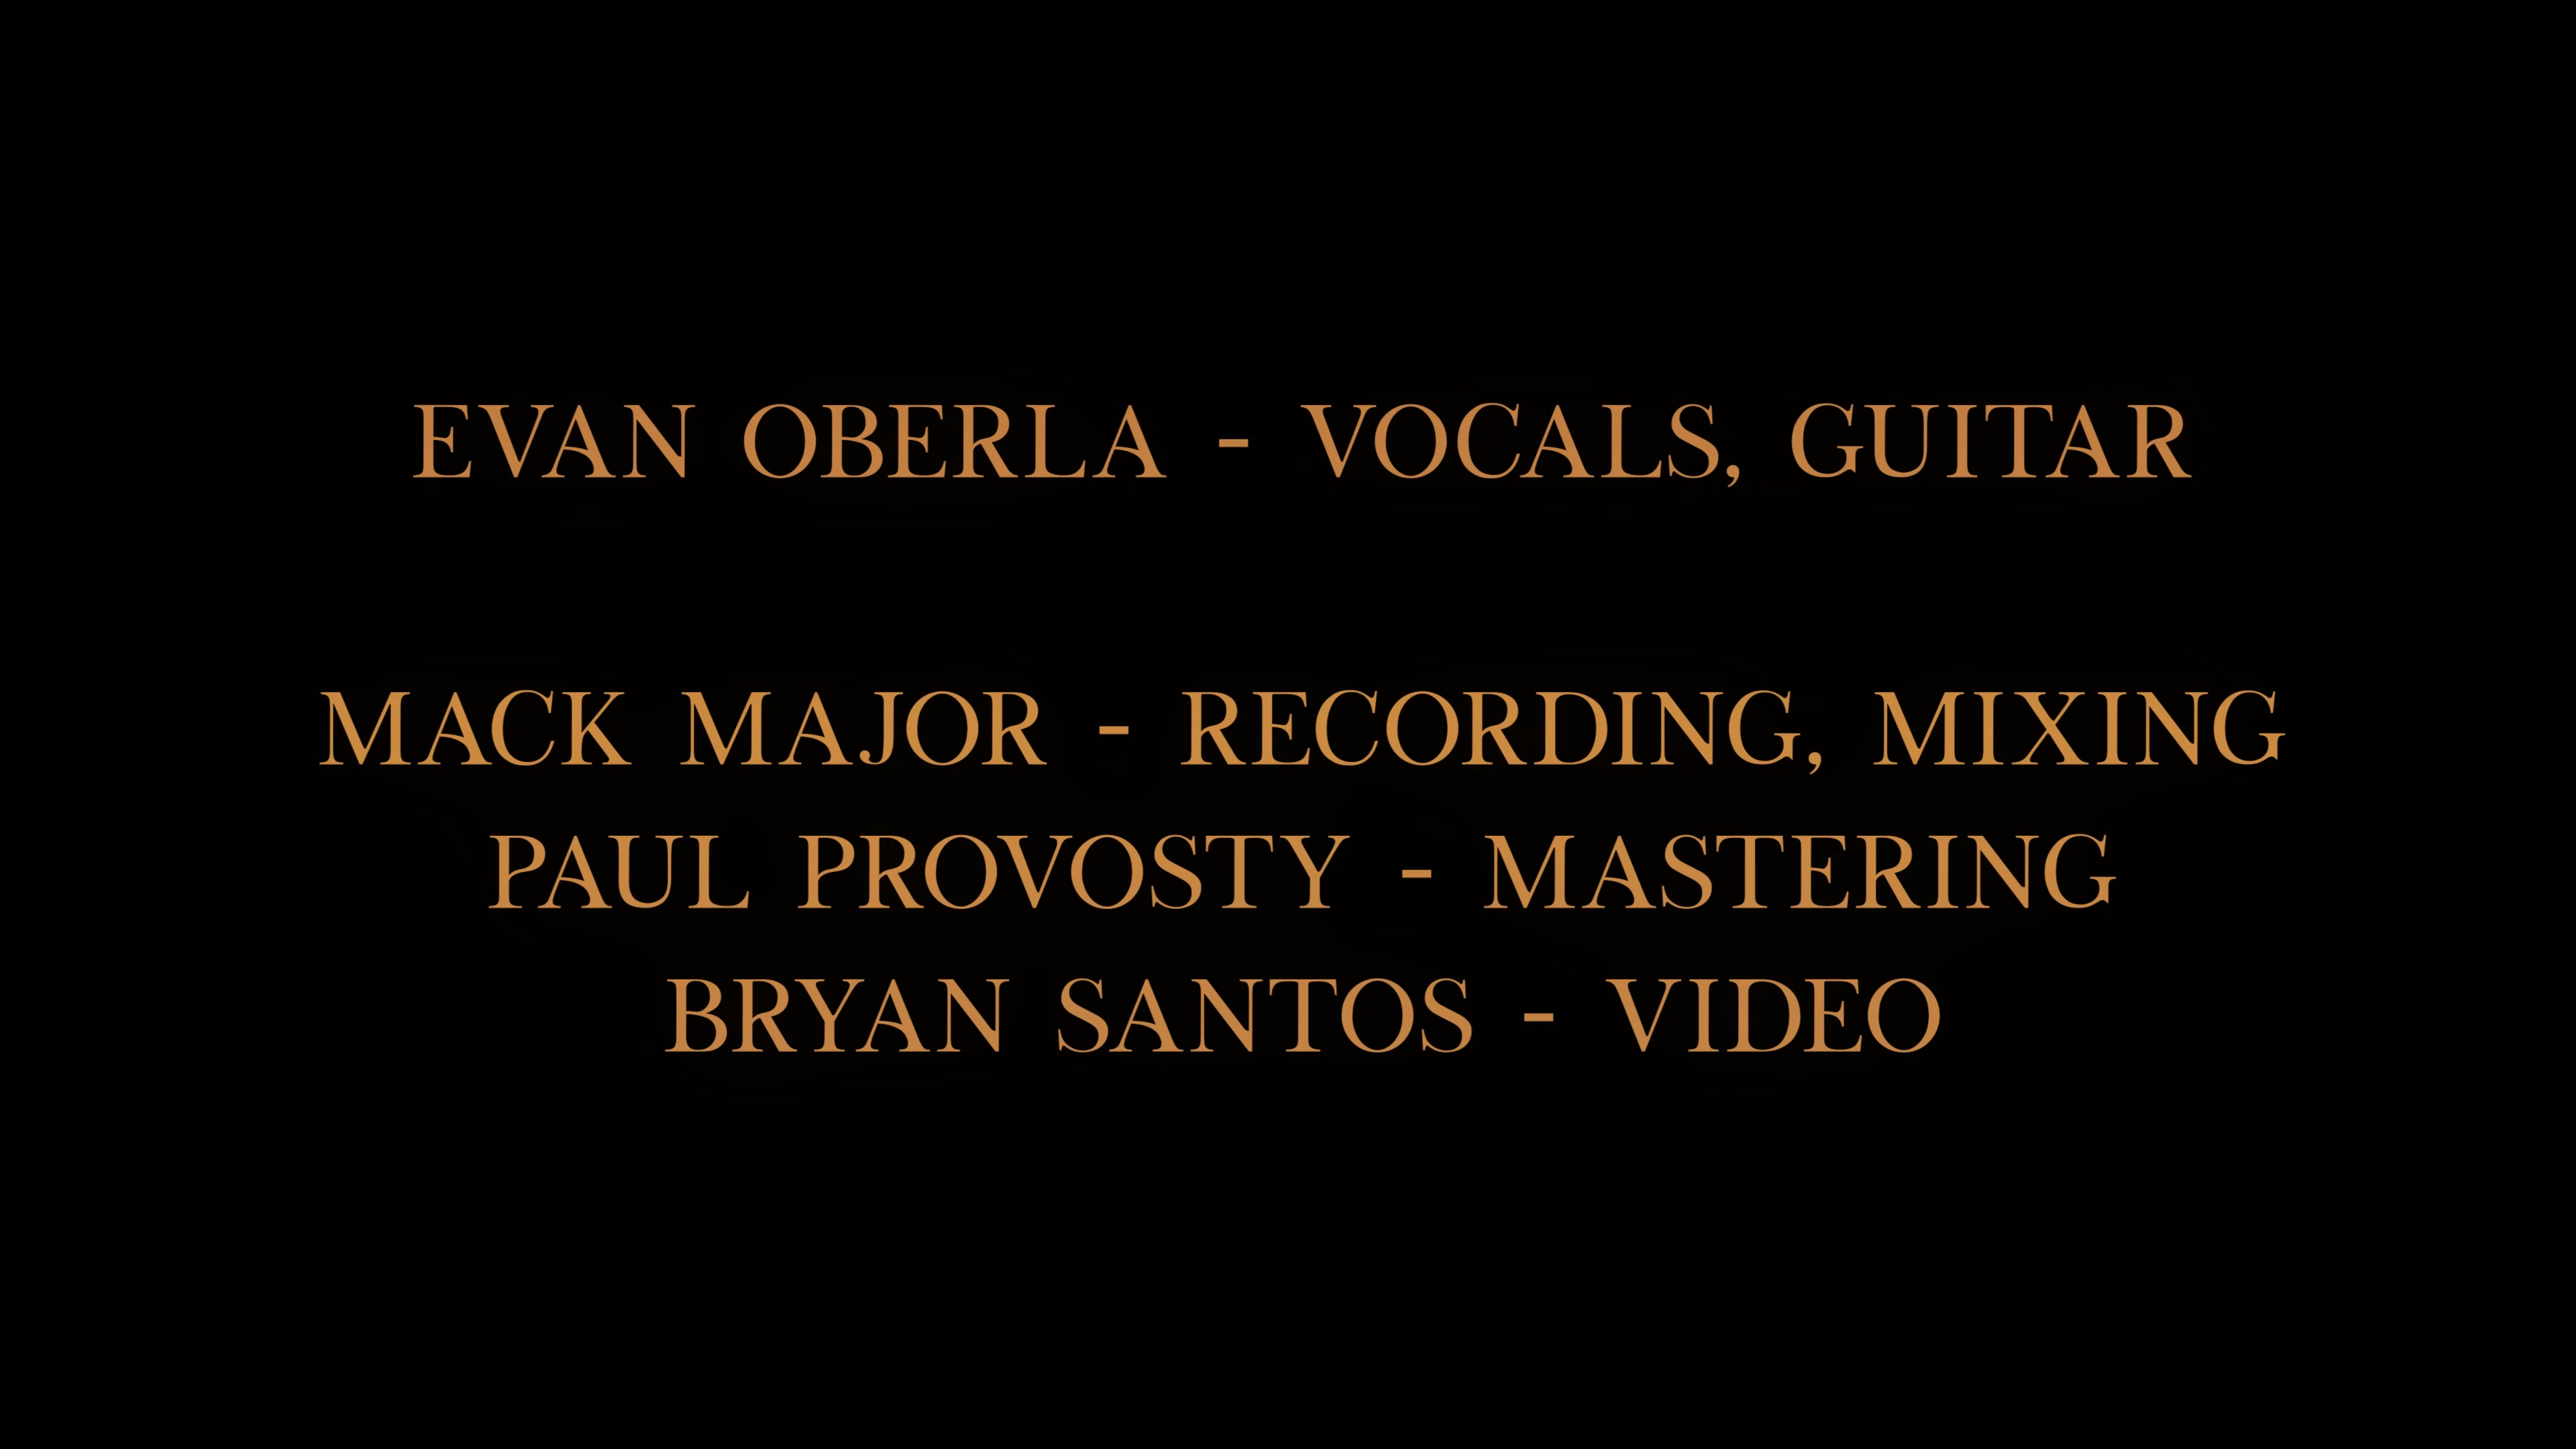 EVAN OBERLA - VOCALS, GUITAR
MACK MAJOR - RECORDING, MIXING
PAUL PROVOSTY - MASTERING
BRYAN SANTOS - VIDEO